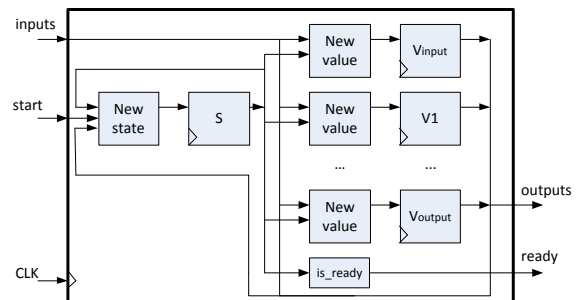 inputs
New
value
Vinput
start
New
state
S
New
value
V1
...
...
New
value
Voutput
outputs
is_ready
ready
CLK